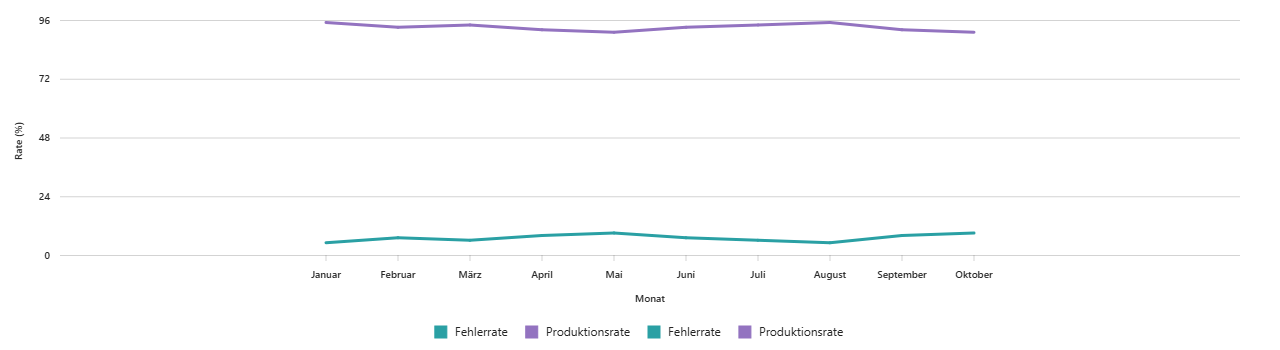 96
72
48
24
0
Rate (%)
Januar Februar März April Mai Juni Juli August September Oktober
Monat
Fehlerrate Produktionsrate Fehlerrate Produktionsrate